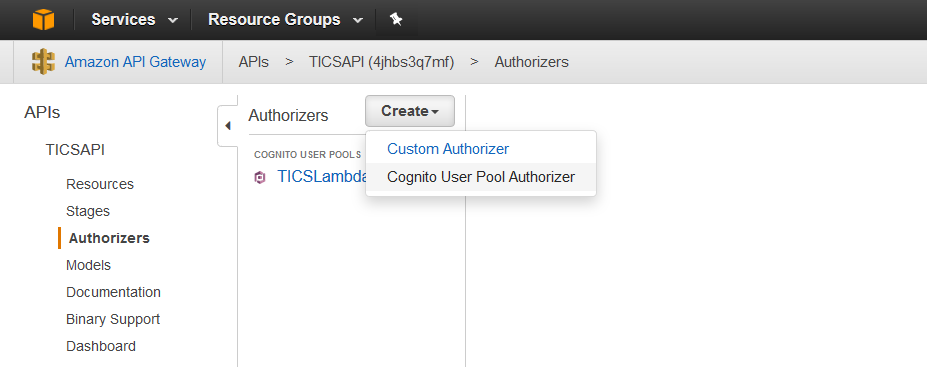 Services Resource Groups
Amazon API Gateway APIs > TICSAPI (4jhbs3q7mf) > Authorizers
APIs
TICSAPI
Resources
Stages
Authorizers
Models
Documentation
Binary Support
Dashboard
Authorizers Create
COGNITO USER POOLS
TICSLambda
Custom Authorizer
Cognito User Pool Authorizer